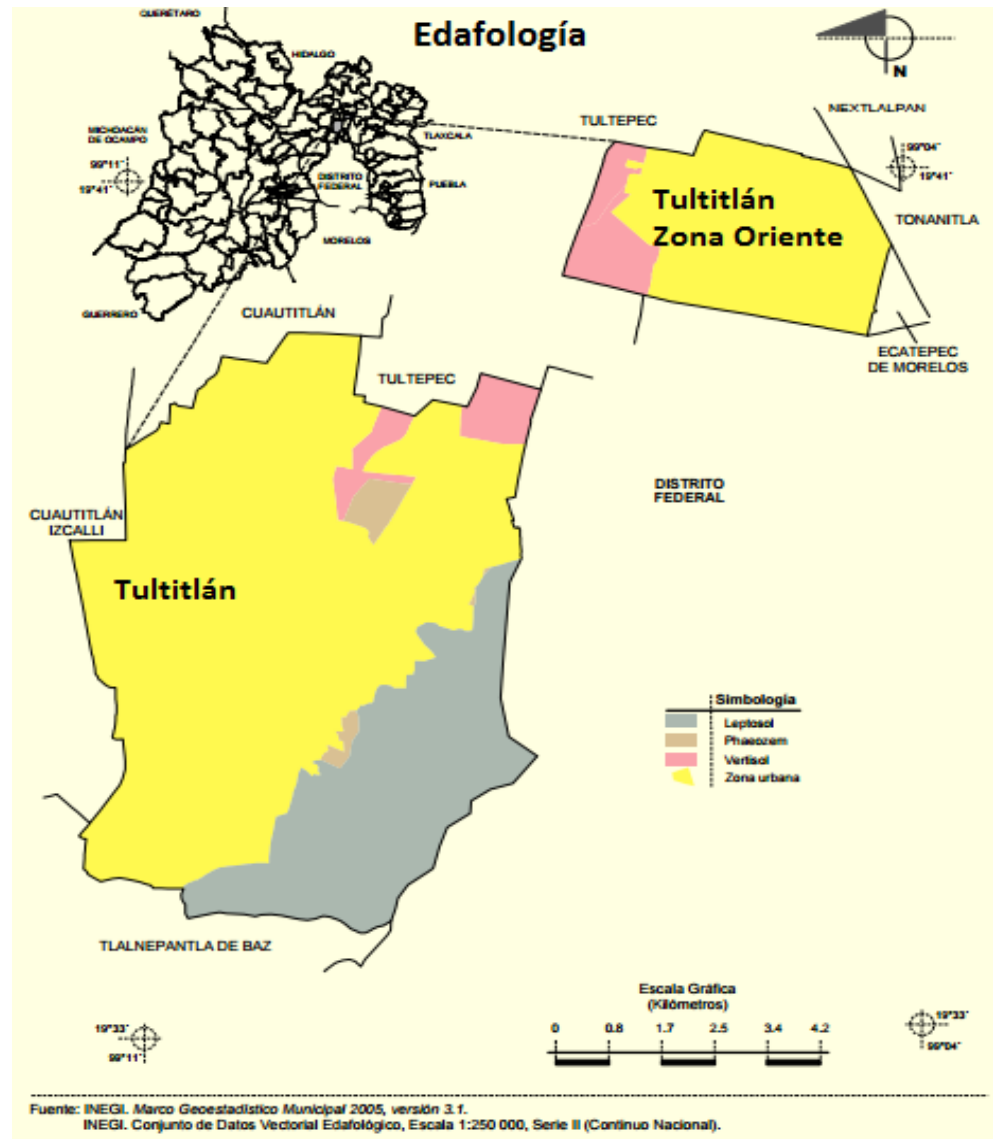 Edafología
QUERÉTARO
HIDALGO
MICHOACÁN
DE OCAMPO
TLAXCALA
DISTRITO
FEDERAL
PUEBLA
MORELOS
GUERRERO
99°11'
19°41'
N
NEXTLALPAN
TULTEPEC
99°04'
19°41'
Tultitlán
Zona Oriente
TONANITLA
ECATEPEC
DE MORELOS
CUAUTITLÁN
TULTEPEC
CUAUTITLÁN
IZCALLI
DISTRITO
FEDERAL
Tultitlán
Simbología
Leptosol
Phaeozem
Vertisol
Zona urbana
TLALNEPANTLA DE BAZ
Escala Gráfica
(Kilómetros)
0 0.8 1.7 2.5 3.4 4.2
19°33'
99°11'
19°33'
99°04'
Fuente: INEGI. Marco Geoestadístico Municipal 2005, versión 3.1.
INEGI. Conjunto de Datos Vectorial Edafológico, Escala 1:250 000, Serie II (Continuo Nacional).